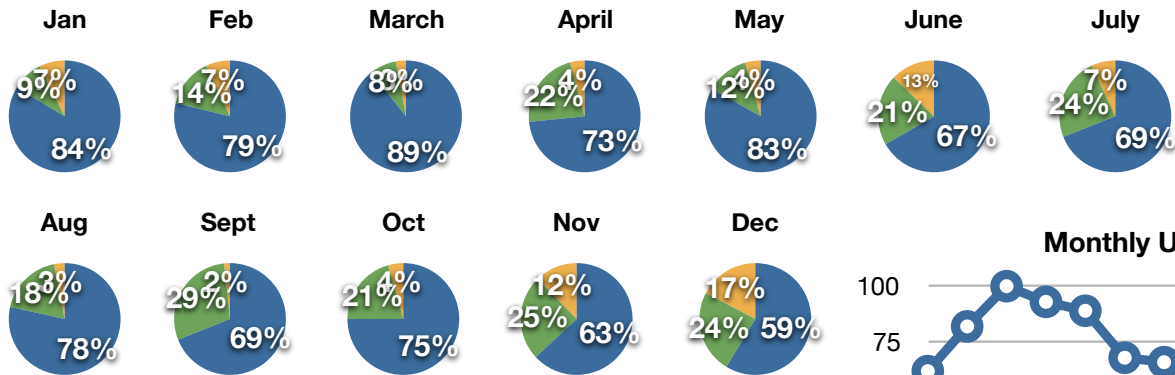 Jan Feb March April May June July
9% 7% 84%
14% 7% 79%
8% 89%
22% 4% 73%
12% 4% 83%
21% 13% 67%
24% 7% 69%
Aug Sept Oct Nov Dec
18% 3% 78%
29% 2% 69%
21% 4% 75%
25% 12% 63%
24% 17% 59%
Monthly U
100
75